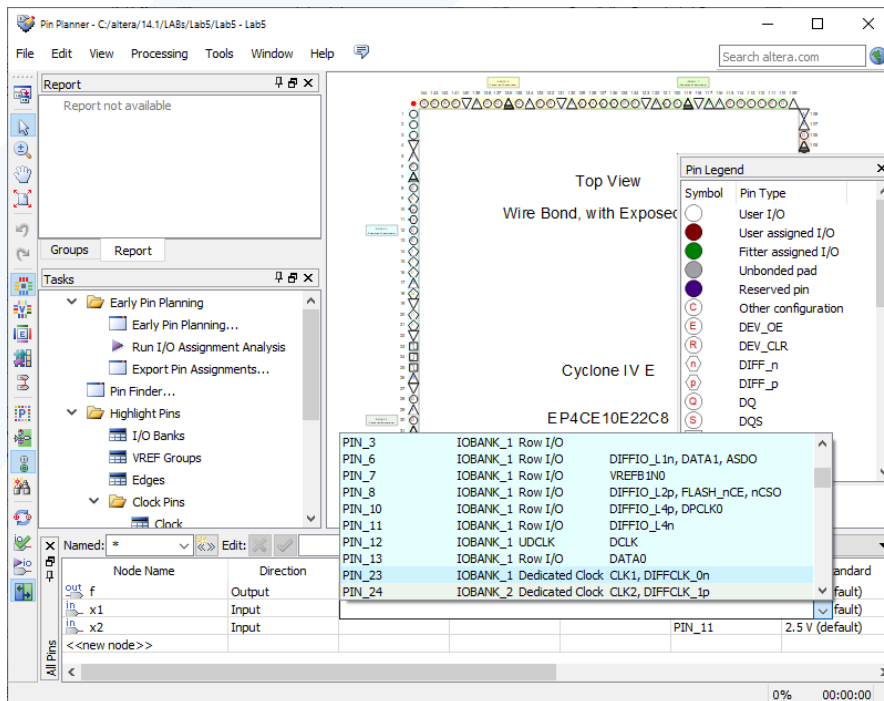 Pin Planner - C:/altera/14.1/LABs/Lab5/Lab5 - Lab5
File Edit View Processing Tools Window Help
Search altera.com
Report
Report not available
Groups Report
Tasks
Early Pin Planning
Early Pin Planning...
Run I/O Assignment Analysis
Export Pin Assignments...
Pin Finder...
Highlight Pins
I/O Banks
VREF Groups
Edges
Clock Pins
Clock
Top View
Wire Bond, with Exposed
Cyclone IV E
EP4CE10E22C8
Pin Legend
Symbol Pin Type
User I/O
User assigned I/O
Fitter assigned I/O
Unbonded pad
Reserved pin
C Other configuration
E DEV_OE
R DEV_CLR
n DIFF_n
p DIFF_p
Q DQ
S DQS
PIN_3 IOBANK_1 Row I/O
PIN_6 IOBANK_1 Row I/O DIFFIO_L1n, DATA1, ASDO
PIN_7 IOBANK_1 Row I/O VREFB1N0
PIN_8 IOBANK_1 Row I/O DIFFIO_L2p, FLASH_nCE, nCSO
PIN_10 IOBANK_1 Row I/O DIFFIO_L4p, DPCLK0
PIN_11 IOBANK_1 Row I/O DIFFIO_L4n
PIN_12 IOBANK_1 UDCLK DCLK
PIN_13 IOBANK_1 Row I/O DATA0
PIN_23 IOBANK_1 Dedicated Clock CLK1, DIFFCLK_0n
PIN_24 IOBANK_2 Dedicated Clock CLK2, DIFFCLK_1p
Named: * Edit:
Node Name Direction andard
out f Output fault)
in x1 Input fault)
in x2 Input PIN_11 2.5 V (default)
<<new node>>
All Pins
0% 00:00:00